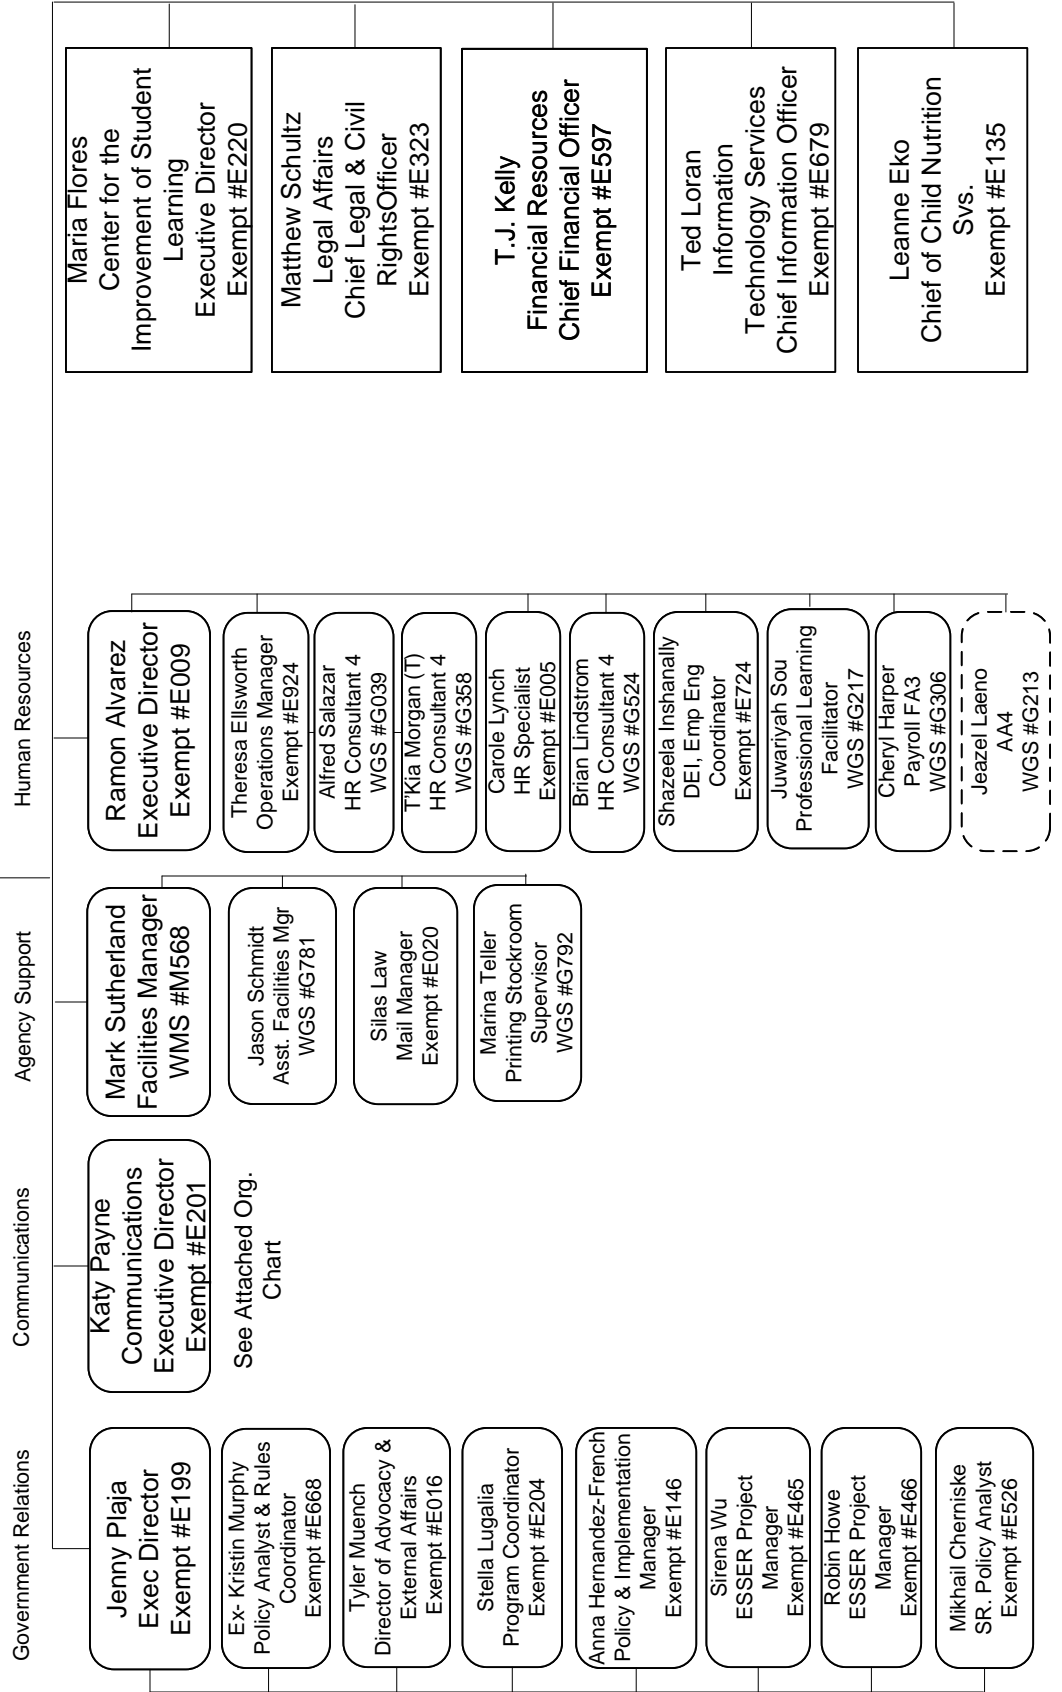 Government Relations
Communications
Agency Support
Human Resources
Jenny Plaja
Exec Director
Exempt #E199
Ex- Kristin Murphy
Policy Analyst & Rules
Coordinator
Exempt #E668
Tyler Muench
Director of Advocacy &
External Affairs
Exempt #E016
Stella Lugalia
Program Coordinator
Exempt #E204
Anna Hernandez-French
Policy & Implementation
Manager
Exempt #E146
Sirena Wu
ESSER Project
Manager
Exempt #E465
Robin Howe
ESSER Project
Manager
Exempt #E466
Mikhail Cherniske
SR. Policy Analyst
Exempt #E526
Katy Payne
Communications
Executive Director
Exempt #E201
See Attached Org.
Chart
Mark Sutherland
Facilities Manager
WMS #M568
Jason Schmidt
Asst. Facilities Mgr
WGS #G781
Silas Law
Mail Manager
Exempt #E020
Marina Teller
Printing Stockroom
Supervisor
WGS #G792
Ramon Alvarez
Executive Director
Exempt #E009
Theresa Ellsworth
Operations Manager
Exempt #E924
Alfred Salazar
HR Consultant 4
WGS #G039
T'Kia Morgan (T)
HR Consultant 4
WGS #G358
Carole Lynch
HR Specialist
Exempt #E005
Brian Lindstrom
HR Consultant 4
WGS #G524
Shazeela Inshanally
DEI, Emp Eng
Coordinator
Exempt #E724
Juwariyah Sou
Professional Learning
Facilitator
WGS #G217
Cheryl Harper
Payroll FA3
WGS #G306
Jeazel Laeno
AA4
WGS #G213
Maria Flores
Center for the
Improvement of Student
Learning
Executive Director
Exempt #E220
Matthew Schultz
Legal Affairs
Chief Legal & Civil
RightsOfficer
Exempt #E323
T.J. Kelly
Financial Resources
Chief Financial Officer
Exempt #E597
Ted Loran
Information
Technology Services
Chief Information Officer
Exempt #E679
Leanne Eko
Chief of Child Nutrition
Svs.
Exempt #E135